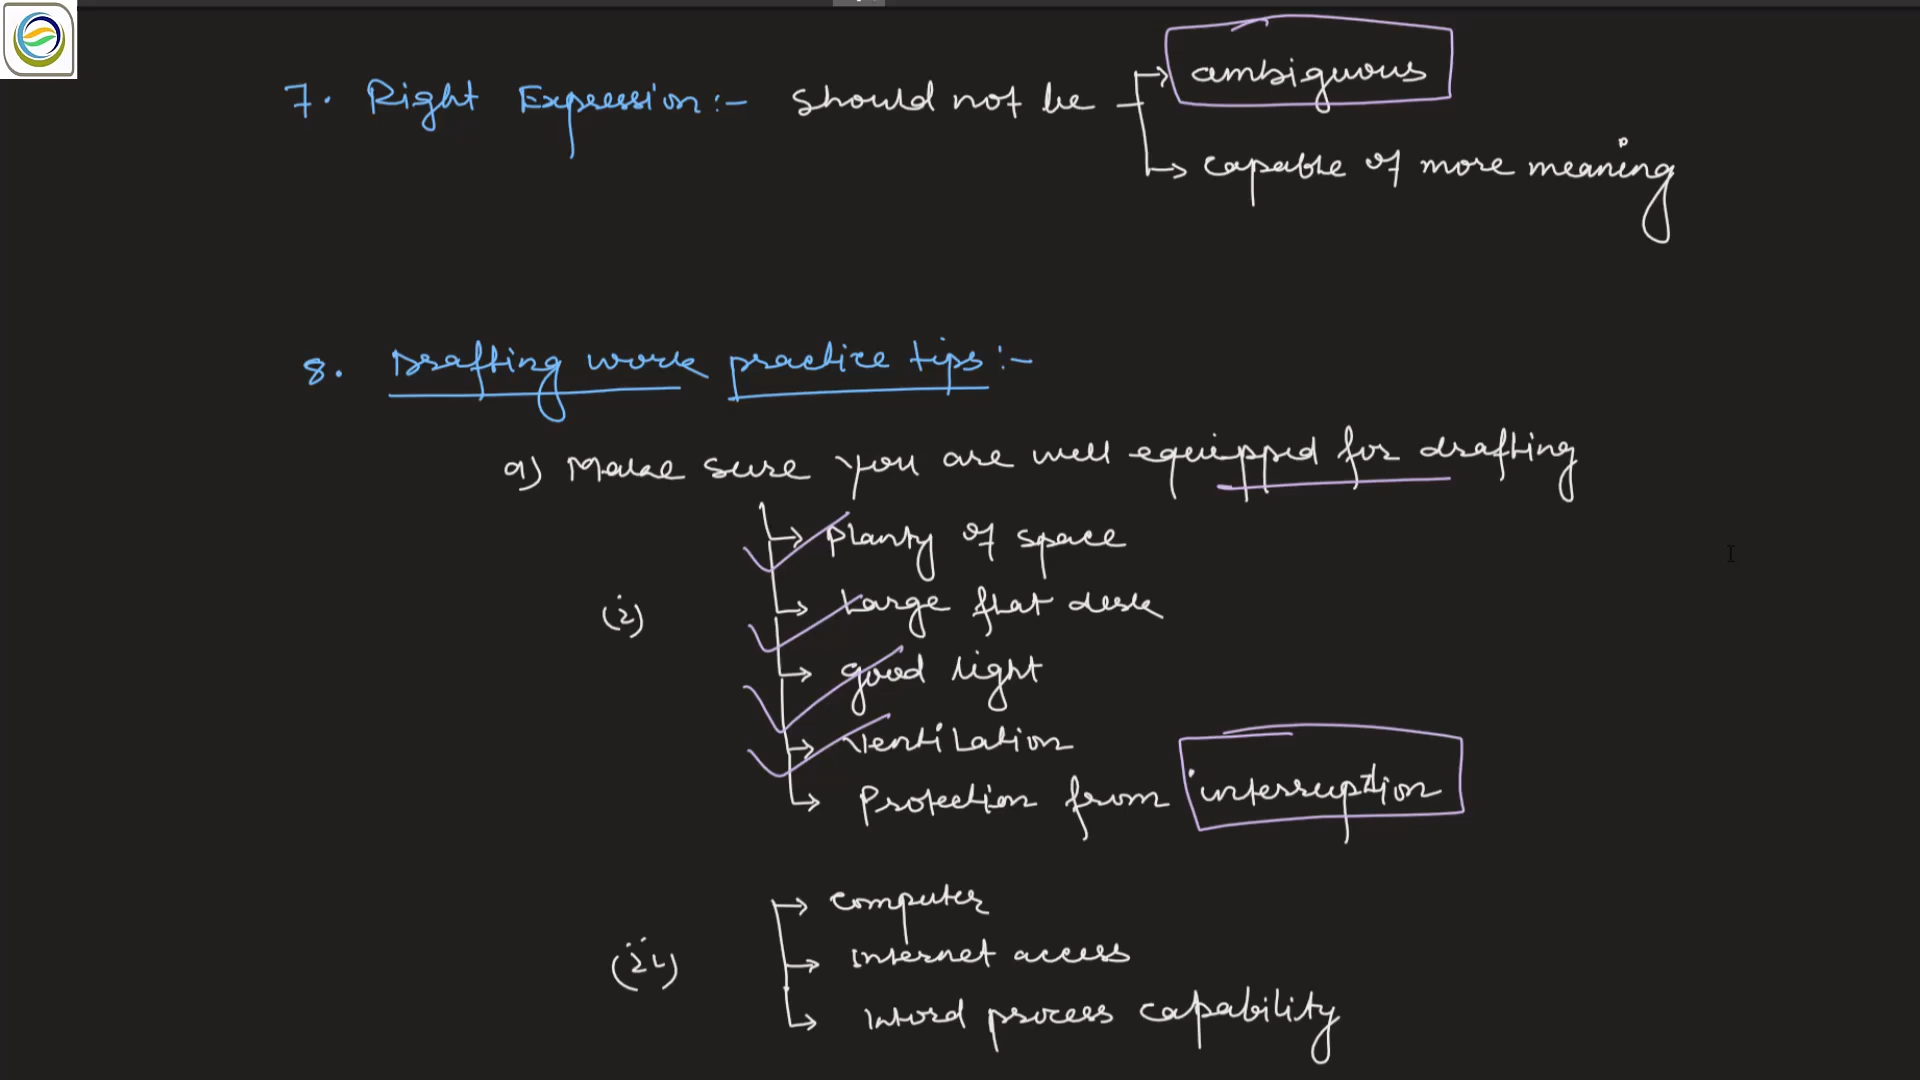 7. Right Expression:- should not be → ambiguous
→ capable of more meaning
8. Drafting work practice tips:-
a) Make sure you are well equipped for drafting
(i) → Planty of space
→ Large flat desk
→ good light
→ Ventilation
→ Protection from interruption
(ii) → computer
→ Internet access
→ Word process capability